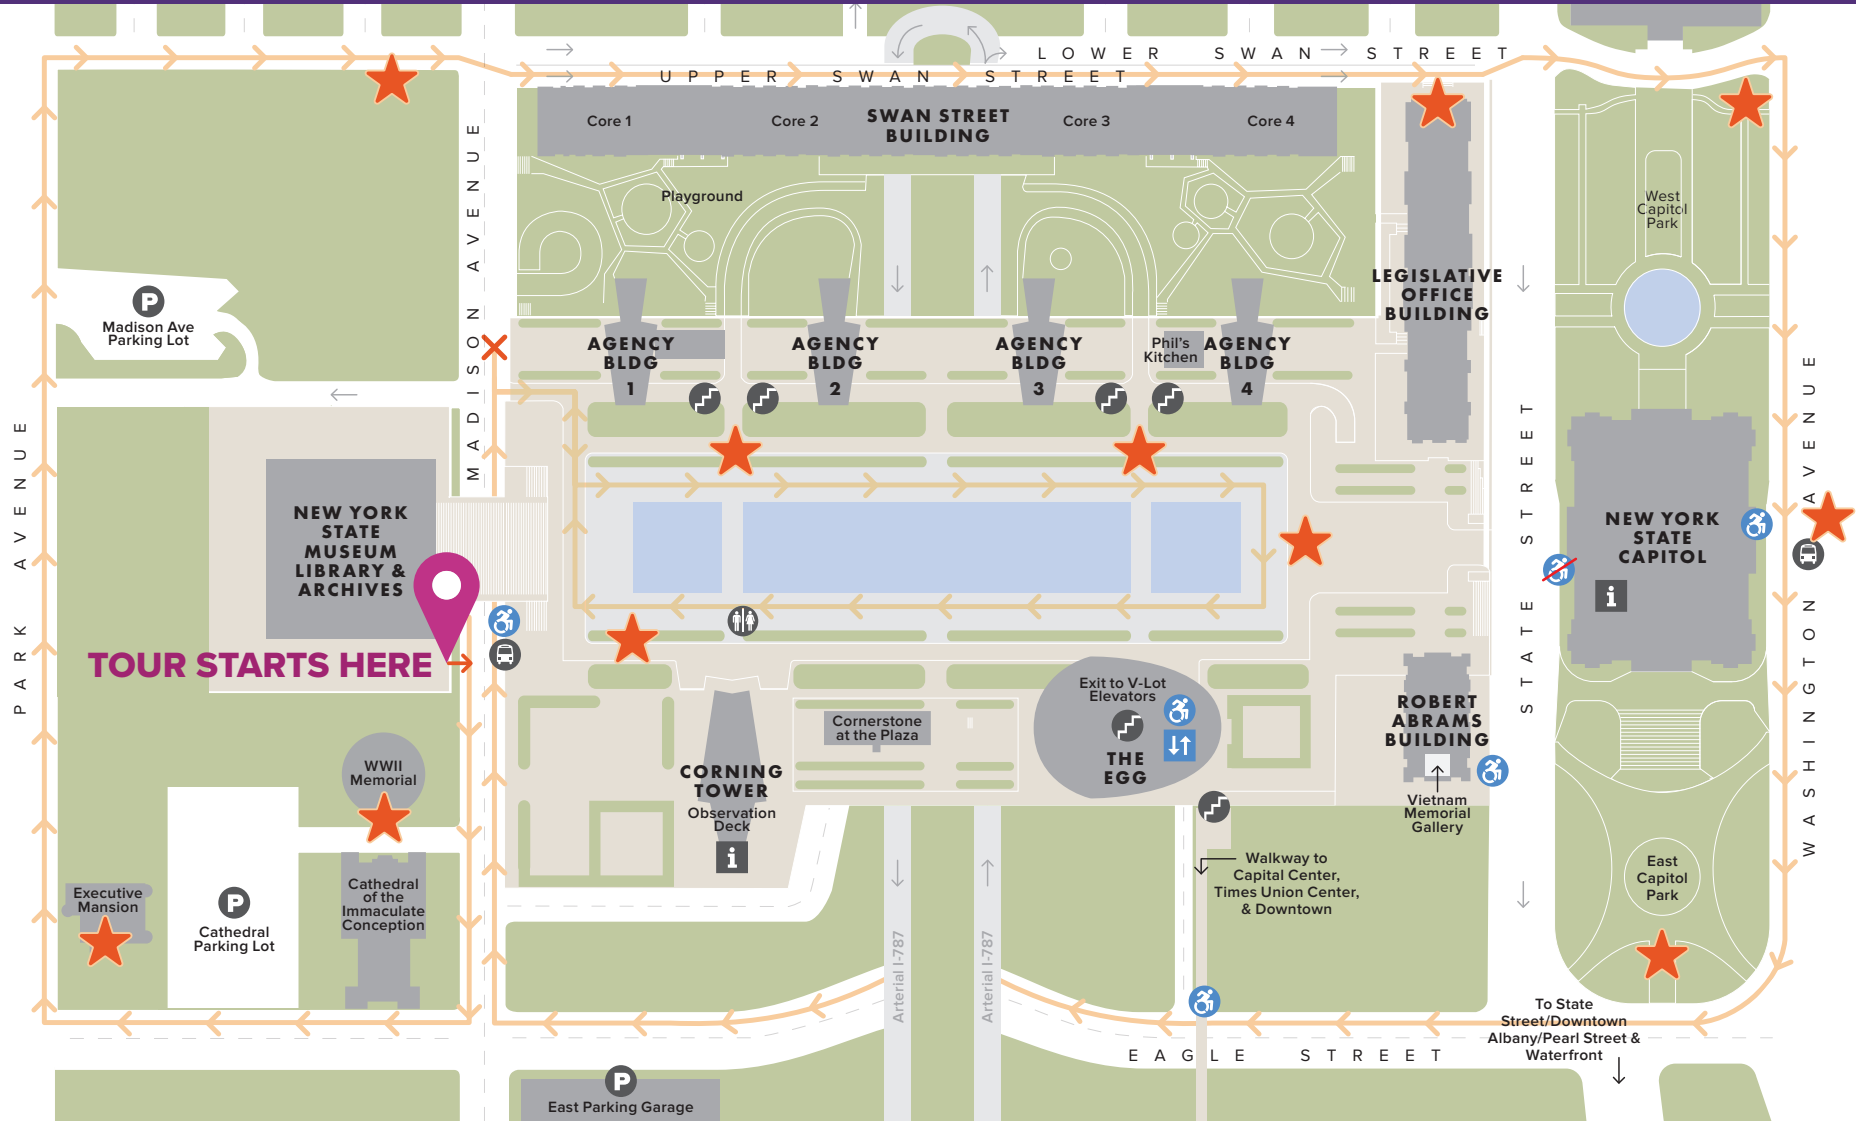 LOWER SWAN STREET
UPPER SWAN STREET
Core 1
Core 2
SWAN STREET
BUILDING
Core 3
Core 4
Playground
West
Capitol
Park
MADISON AVENUE
LEGISLATIVE
OFFICE
BUILDING
P
Madison Ave
Parking Lot
AGENCY
BLDG
1
AGENCY
BLDG
2
AGENCY
BLDG
3
Phil's
Kitchen
AGENCY
BLDG
4
PARK AVENUE
STATE STREET
WASHINGTON AVENUE
NEW YORK
STATE
MUSEUM
LIBRARY &
ARCHIVES
NEW YORK
STATE
CAPITOL
i
TOUR STARTS HERE
Exit to V-Lot
Elevators
THE
EGG
Cornerstone
at the Plaza
ROBERT
ABRAMS
BUILDING
Vietnam
Memorial
Gallery
WWII
Memorial
CORNING
TOWER
Observation
Deck
i
Walkway to
Capital Center,
Times Union Center,
& Downtown
East
Capitol
Park
Executive
Mansion
P
Cathedral
Parking Lot
Cathedral
of the
Immaculate
Conception
Arterial I-787
Arterial I-787
To State
Street/Downtown
Albany/Pearl Street &
Waterfront
EAGLE STREET
P
East Parking Garage